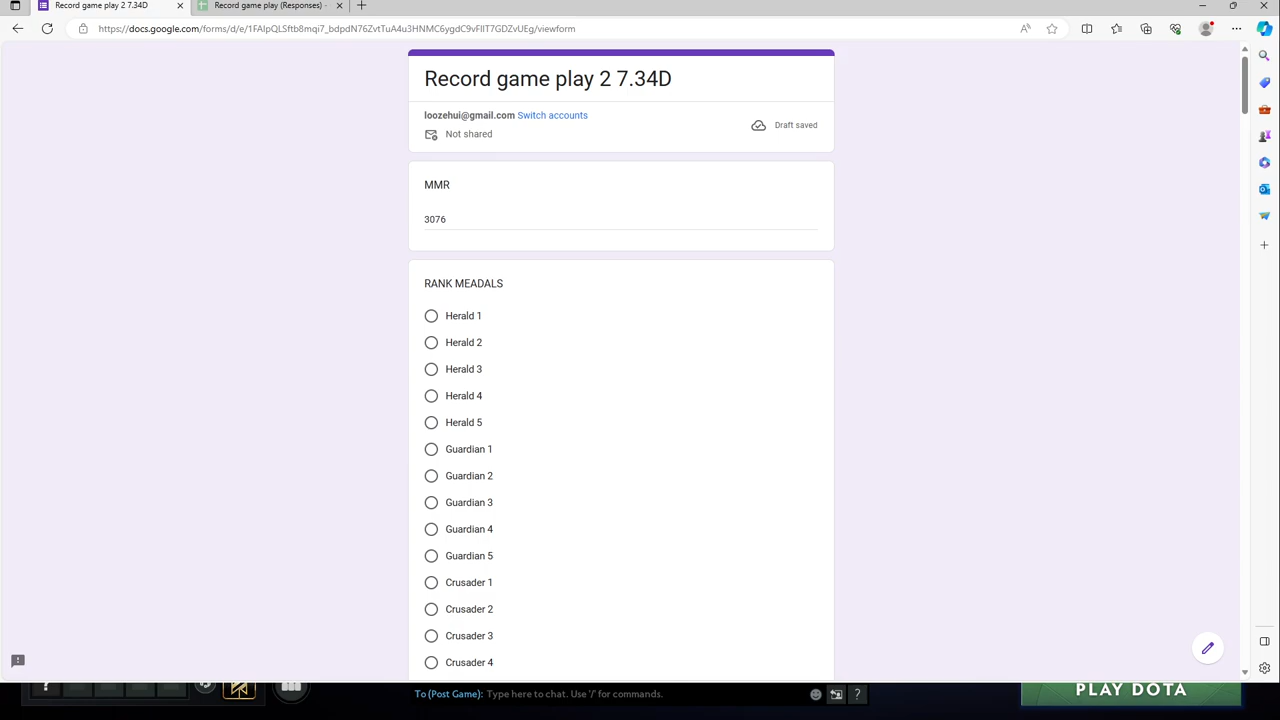 Record game play 2 7.34D
Record game play (Responses) -
https://docs.google.com/forms/d/e/1FAIpQLSftb8mqi7_bdpdN76ZvtTuA4u3HNMC6ygdC9vFIIT7GDZvUEg/viewform
Record game play 2 7.34D
loozehui@gmail.com Switch accounts
Not shared
Draft saved
MMR
3076
RANK MEADALS
Herald 1
Herald 2
Herald 3
Herald 4
Herald 5
Guardian 1
Guardian 2
Guardian 3
Guardian 4
Guardian 5
Crusader 1
Crusader 2
Crusader 3
Crusader 4
To (Post Game): Type here to chat. Use '/' for commands.
?
PLAY DOTA